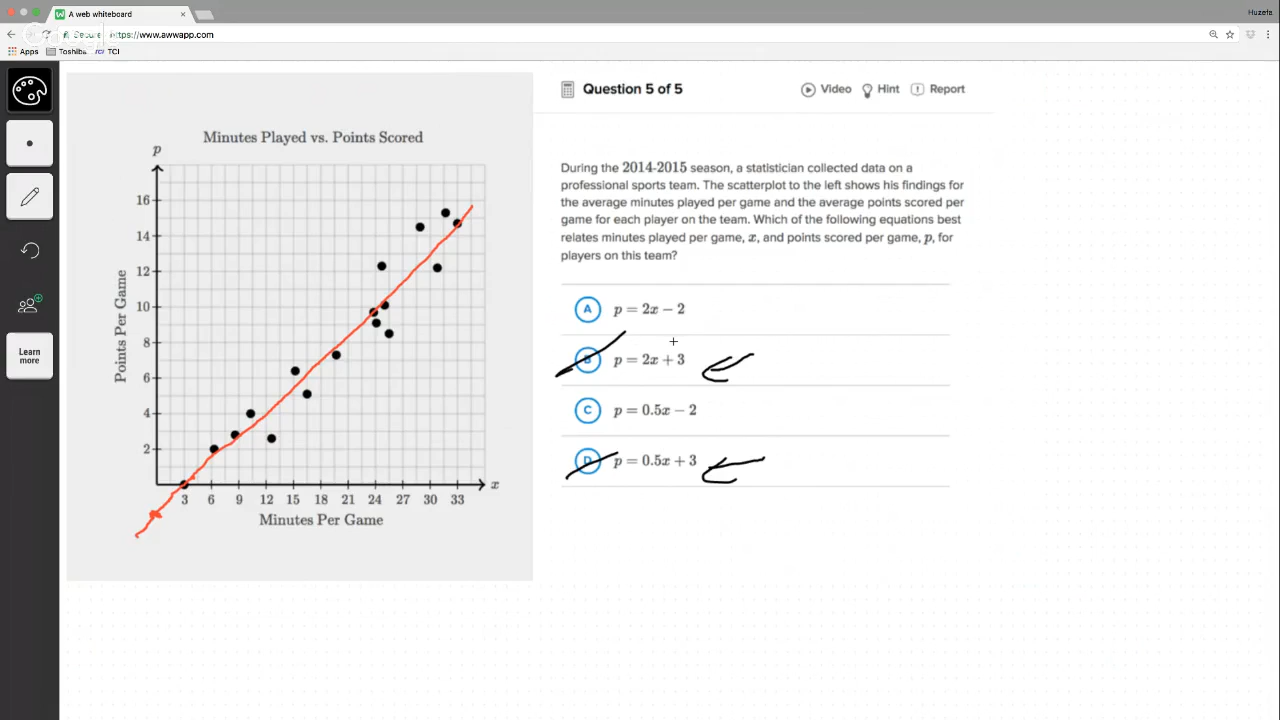 A web whiteboard
Huzefa
Secure https://www.awwapp.com
Apps Toshiba TCI
Question 5 of 5
Video Hint Report
Minutes Played vs. Points Scored
p
16
14
12
10
8
6
4
2
Points Per Game
3 6 9 12 15 18 21 24 27 30 33 x
Minutes Per Game
Learn
more
During the 2014-2015 season, a statistician collected data on a
professional sports team. The scatterplot to the left shows his findings for
the average minutes played per game and the average points scored per
game for each player on the team. Which of the following equations best
relates minutes played per game, x, and points scored per game, p, for
players on this team?
A p = 2x − 2
B p = 2x + 3
C p = 0.5x − 2
D p = 0.5x + 3